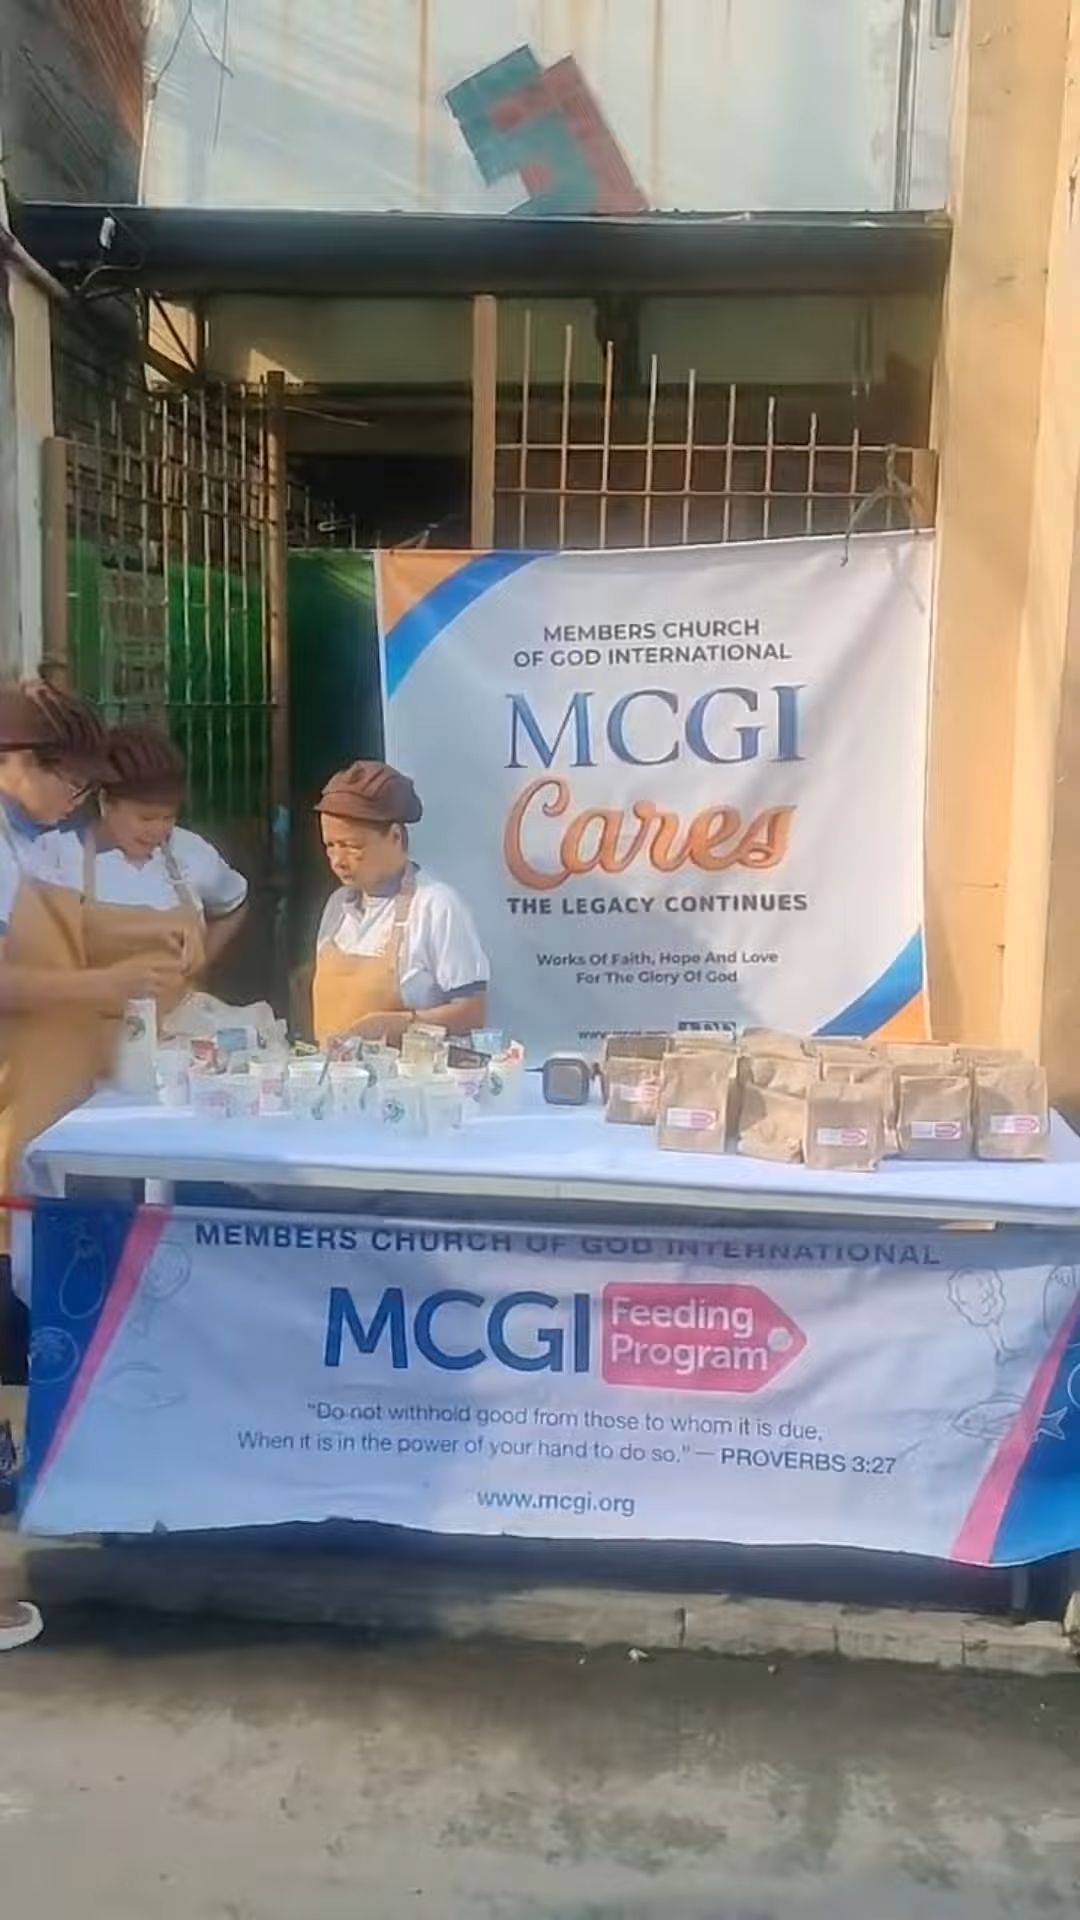 MEMBERS CHURCH
OF GOD INTERNATIONAL
MCGI
Cares
THE LEGACY CONTINUES
Works Of Faith, Hope And Love
For The Glory Of God
MEMBERS CHURCH OF GOD INTERNATIONAL
MCGI Feeding
Program
"Do not withhold good from those to whom it is due,
When it is in the power of your hand to do so." — PROVERBS 3:27
www.mcgi.org